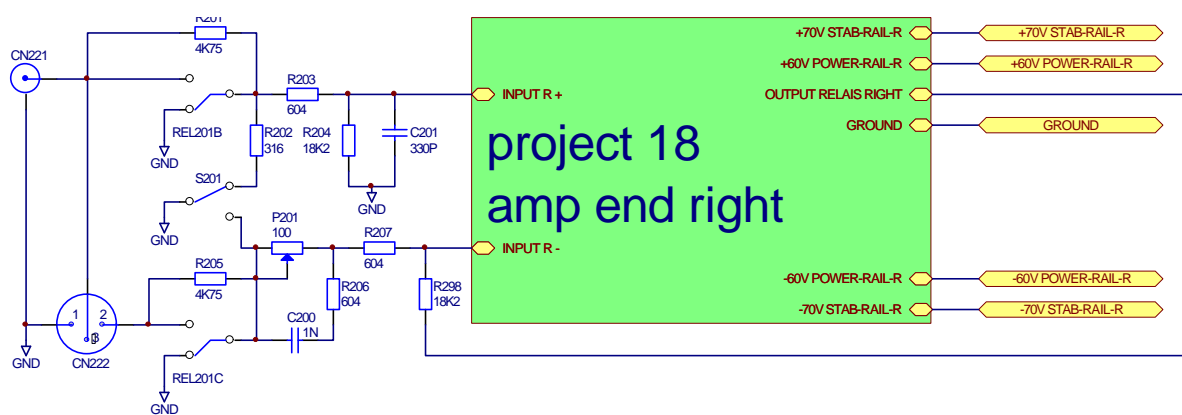 R201
4K75
CN221
REL201B
GND
R203
604
R202
316
R204
18K2
C201
330P
GND
S201
GND
P201
100
R207
604
R205
4K75
R206
604
R298
18K2
C200
1N
1
2
3
CN222
GND
REL201C
GND
INPUT R +
project 18
amp end right
INPUT R -
+70V STAB-RAIL-R
+60V POWER-RAIL-R
OUTPUT RELAIS RIGHT
GROUND
-60V POWER-RAIL-R
-70V STAB-RAIL-R
+70V STAB-RAIL-R
+60V POWER-RAIL-R
GROUND
-60V POWER-RAIL-R
-70V STAB-RAIL-R